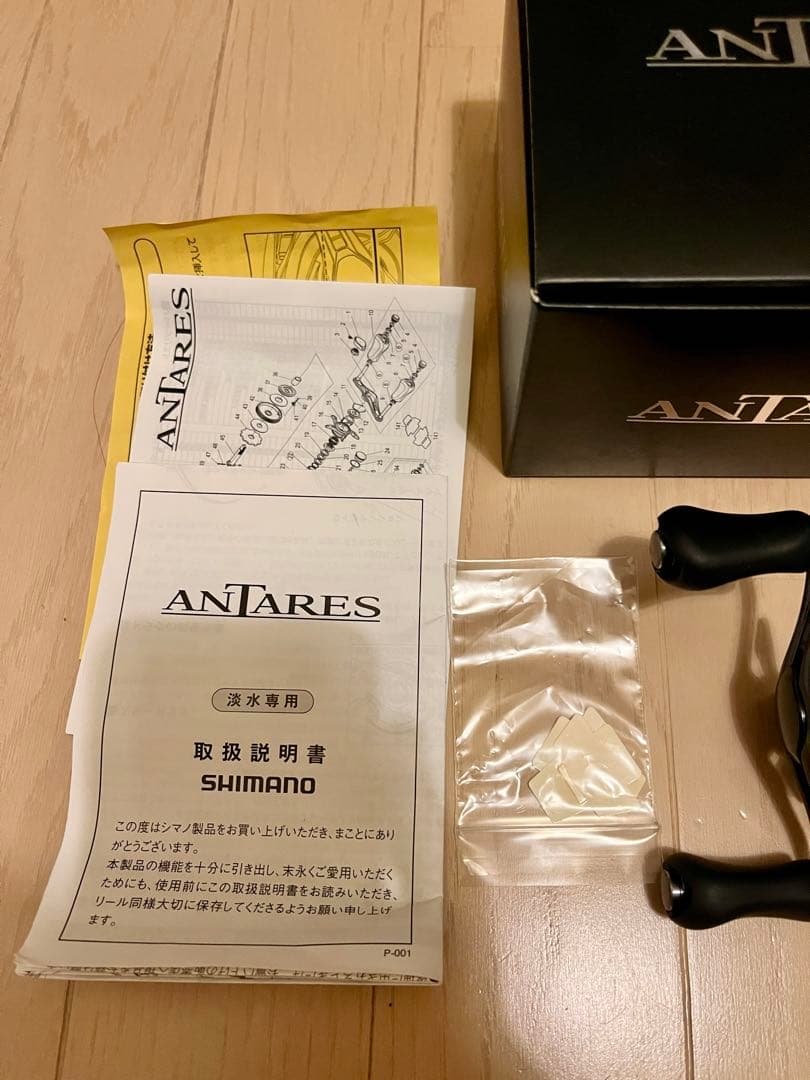 ANT
ANTA
挿入して
ANTARES
ANTARES
淡水専用
取扱説明書
SHIMANO
この度はシマノ製品をお買い上げいただき、まことにあり
がとうございます。
本製品の機能を十分に引き出し、末永くご愛用いただく
ためにも、使用前にこの取扱説明書をお読みいただき、
リール同様大切に保存してくださるようお願い申し上げ
ます。
P-001